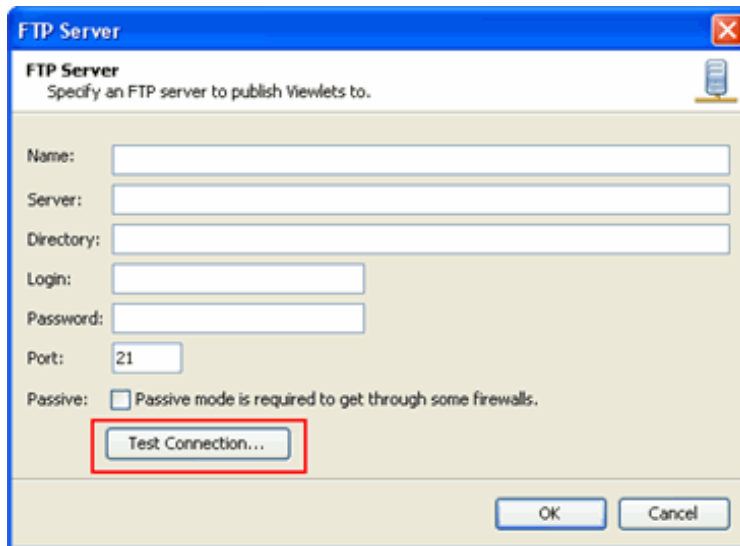 FTP Server
FTP Server
Specify an FTP server to publish Viewlets to.
Name:
Server:
Directory:
Login:
Password:
Port: 21
Passive: Passive mode is required to get through some firewalls.
Test Connection...
OK Cancel